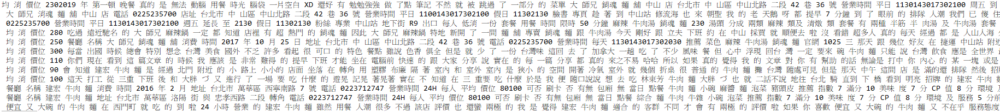 均 消 價位 2302019 年 第一頓 晚餐 真的 是 無法 動腦 用餐 時光 腦袋 一片空白 XD 還好 有 勉勉強強 做 了點 筆記 不然 就 被 跳過 了 一部分 的 菜單 大 師兄 銷魂 麵 舖 中山 店 台北市 中 山區 中山北路 二段 42 巷 36 號 營業時間 平日 1130143017302100 周五 到
大 師兄 消魂 麵舖 中山 店 電話 0225235700 店址 台北市 中 山區 中山北路 二段 42 巷 36 號 營業時間 平日 1100143017302100 假日 11302130 臉書 專頁 趁 著 到 中山站 修流海 也 來 朝聖 我 的 老 天鵝 呀 都 提早 7 分鐘 到 了 眼前 的 排隊 人潮 我們 已 傻 住
0225235700 營業時間 平日 1130143017302100 週五 延長 至 2130 假日 11302130 粉絲 專業 中山站 地下街 R9 出口 每人 低消 一份 套餐 用餐 時間 限時 50 分鐘 麻辣 牛肉湯 銷魂 麵 230 湯頭 分成 兩類 麻辣 類及 清燉 類 套餐 有 兩種 半筋 半 肉湯 及 牛肉湯 套餐
均 消 價位 280 吃過 遠近馳名 的 大 師兄 麻辣鍋 一定 都 知道 店裡 有 超 熱門 的 銷魂 麵 因此 大 師兄 麻辣鍋 特地 新開 了 一間 麵 舖 專賣 銷魂 麵 跟 牛肉湯 今天 剛好 跟 立夫 下班 約 在 中山 採買 就 順便去 啦 沒 看錯 超多人 真的 每天 經過 都 是 人山人海
均 消 價位 250 餐廳 名稱 大 師兄 銷魂 麵 舖 消費 時間 2017 年 10 月 25 日 地址 台北市 中 山區 中山北路 二段 42 巷 36 號 電話 0225235700 營業時間 每天 1130143017302030 推薦 菜色 麻辣 牛肉湯 銷魂 麵 官網 1025 三 那天 跟 幾位 好友 在 捷運 中山站 附近
均 消 價位 300 每當 出國 時候 總會 特別 想念 台灣 美食 國外 不乏 許多 看起 很 可口 的 特色 餐點 雖說 色香 俱全 但是 就 少 了 一份 台灣味 這回 去 了 加拿大 一趟 吃 了 不少 風味 餐 但 心中 浮現 回台 灣 一定 要來 碗 牛肉 麵 只能 說 台灣 飲食 應是 全世界
均 消 價位 110 你們 現在 看到 這 篇文章 的 時候 我 應該 是 非常 難得 的 提早 下班 才能 坐在 電腦前 快速 的 跟 大家 分享 說 實在 的 每 一篇 分享 都 真的 來之不易 哈哈 所以 如果 真的 覺得 我 的 文章 對 你 有 幫助 的話 無論是 打中 你 內心 的 某 一塊 或是
均 消 價位 90 會 知道 建宏 牛肉 麵 是 經過 北門 附近 的 小 路上 小小的 店面 坐落 在 轉角 用 塑膠 布廉 隔 著 室內 和 室外 室內 是 狹小 的 空間 開著 冷氣 室外 就 幾個 折桌 很 普通 的 牛肉 麵 攤 台灣 隨處可見 但是 那天 中午 這間 店 是 滿的 還 排隊 然後 招
均 消 價位 100 這天 打工 從 三重 下班 後 和 大胖 づ 又 進行 了 一場 要 吃 什麼 的 遊晃 記晃 著晃著 實在 不 知道 在 三 重要 吃 什麼 於是 我 便 隨口說說 想 去 吃 林東芳 牛肉 麵 大胖 づ 也 就 二話不說 地往 台北 騎 直到 下 橋 看到 明亮 招牌 的 建宏 牛肉
餐廳 名稱 建宏 牛肉 麵 消費 時間 2016 年 2 月 地址 台北市 萬華區 西寧南路 7 號 電話 0223712747 營業時間 24H 每人 平均 價位 80100 可否 刷卡 否 有無 包廂 無 當日 點餐 牛肉 麵 小碗 麻醬 麵 泡菜 豬頭皮 推薦 指數 7 滿分 10 美味 度 7 分 CP 值 8 分 環境
餐廳 名稱 建宏 牛肉 麵 地址 台北市 萬華區 洛陽 街 與 忠孝西路 二段 轉角 電話 0223712747 營業時間 24H 每人 平均 價位 80100 可否 刷卡 否 有無 包廂 無 當日 點餐 綜合 麵 牛肉 牛雜 小碗 泡菜 推薦 指數 7 滿分 10 美味 度 7 分 CP 值 8 分 環境 及 服務 5 分前
便宜 又 大碗 的 牛肉 麵 在 西門町 就 吃 的 到 啦 24 小時 營業 的 建宏 牛肉 麵 雖然 用餐 人潮 很多 不過 該店 評價 也 還蠻 兩極 的 我 是 覺得 建宏 牛肉 麵 適合 的 客群 不同 才 會 有 兩極 的 評價 啦 如果 你 喜歡 便宜 又 大碗 的 牛肉 麵 又 不在乎 服務態度